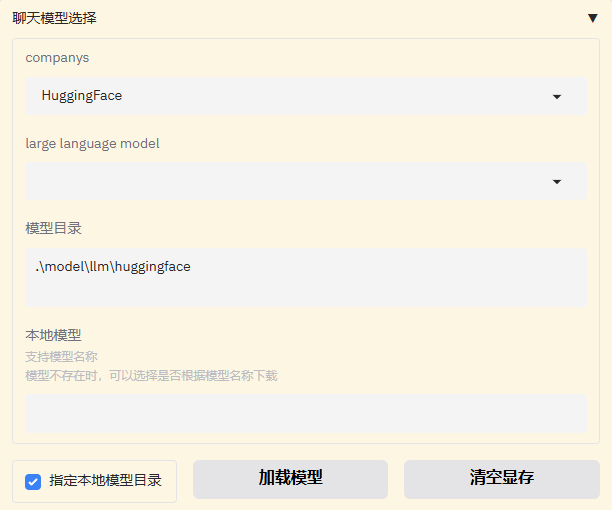 聊天模型选择
companys
HuggingFace
large language model
模型目录
.\model\llm\huggingface
本地模型
支持模型名称
模型不存在时，可以选择是否根据模型名称下载
指定本地模型目录
加载模型
清空显存